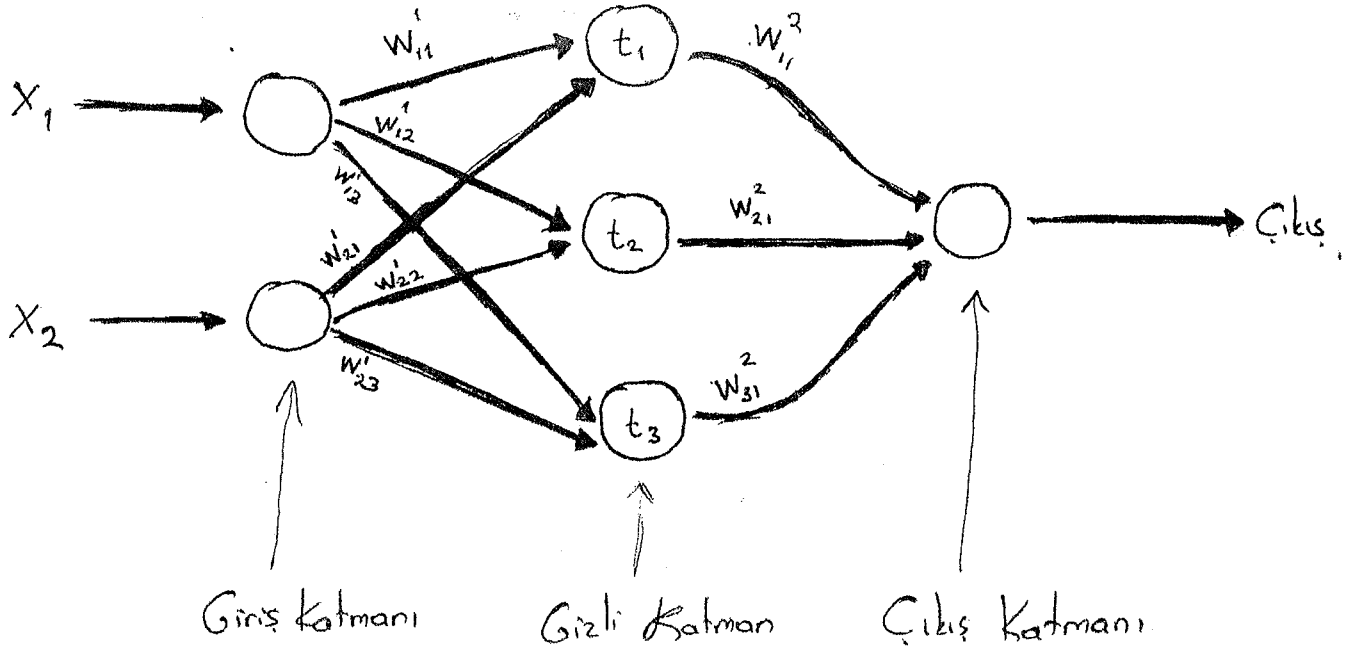 X₁
W¹₁₁
W¹₁₂
W¹₁₃
t₁
W²₁₁
X₂
W¹₂₁
W¹₂₂
W¹₂₃
t₂
W²₂₁
t₃
W²₃₁
Çıkış
Giriş Katmanı
Gizli Katman
Çıkış Katmanı